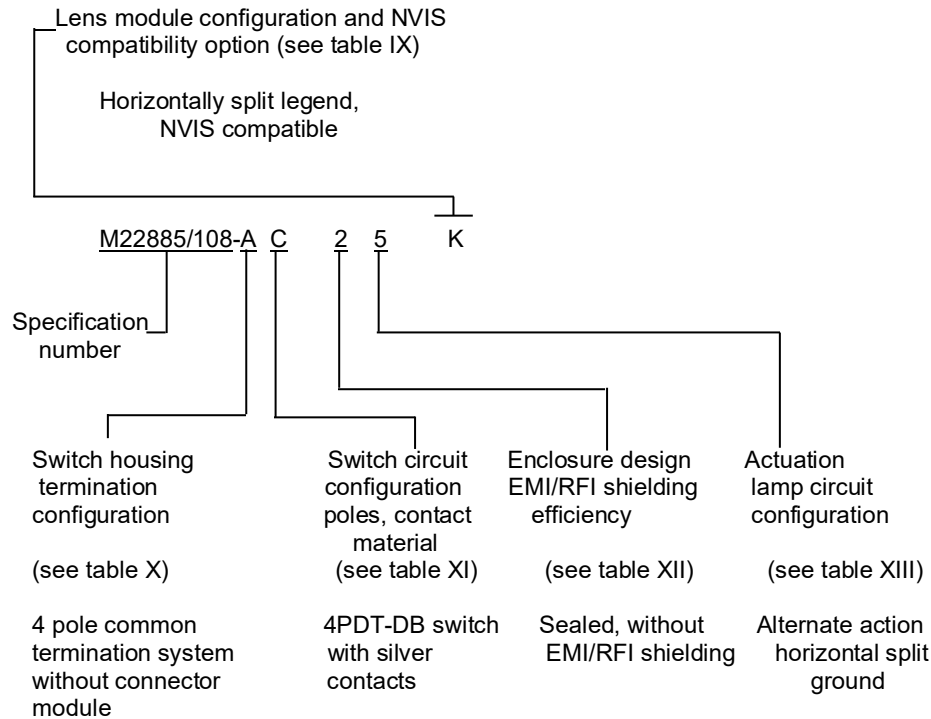 Lens module configuration and NVIS
compatibility option (see table IX)
Horizontally split legend,
NVIS compatible
M22885/108-A C 2 5 K
Specification
number
Switch housing
termination
configuration
(see table X)
4 pole common
termination system
without connector
module
Switch circuit
configuration
poles, contact
material
(see table XI)
4PDT-DB switch
with silver
contacts
Enclosure design
EMI/RFI shielding
efficiency
(see table XII)
Sealed, without
EMI/RFI shielding
Actuation
lamp circuit
configuration
(see table XIII)
Alternate action
horizontal split
ground